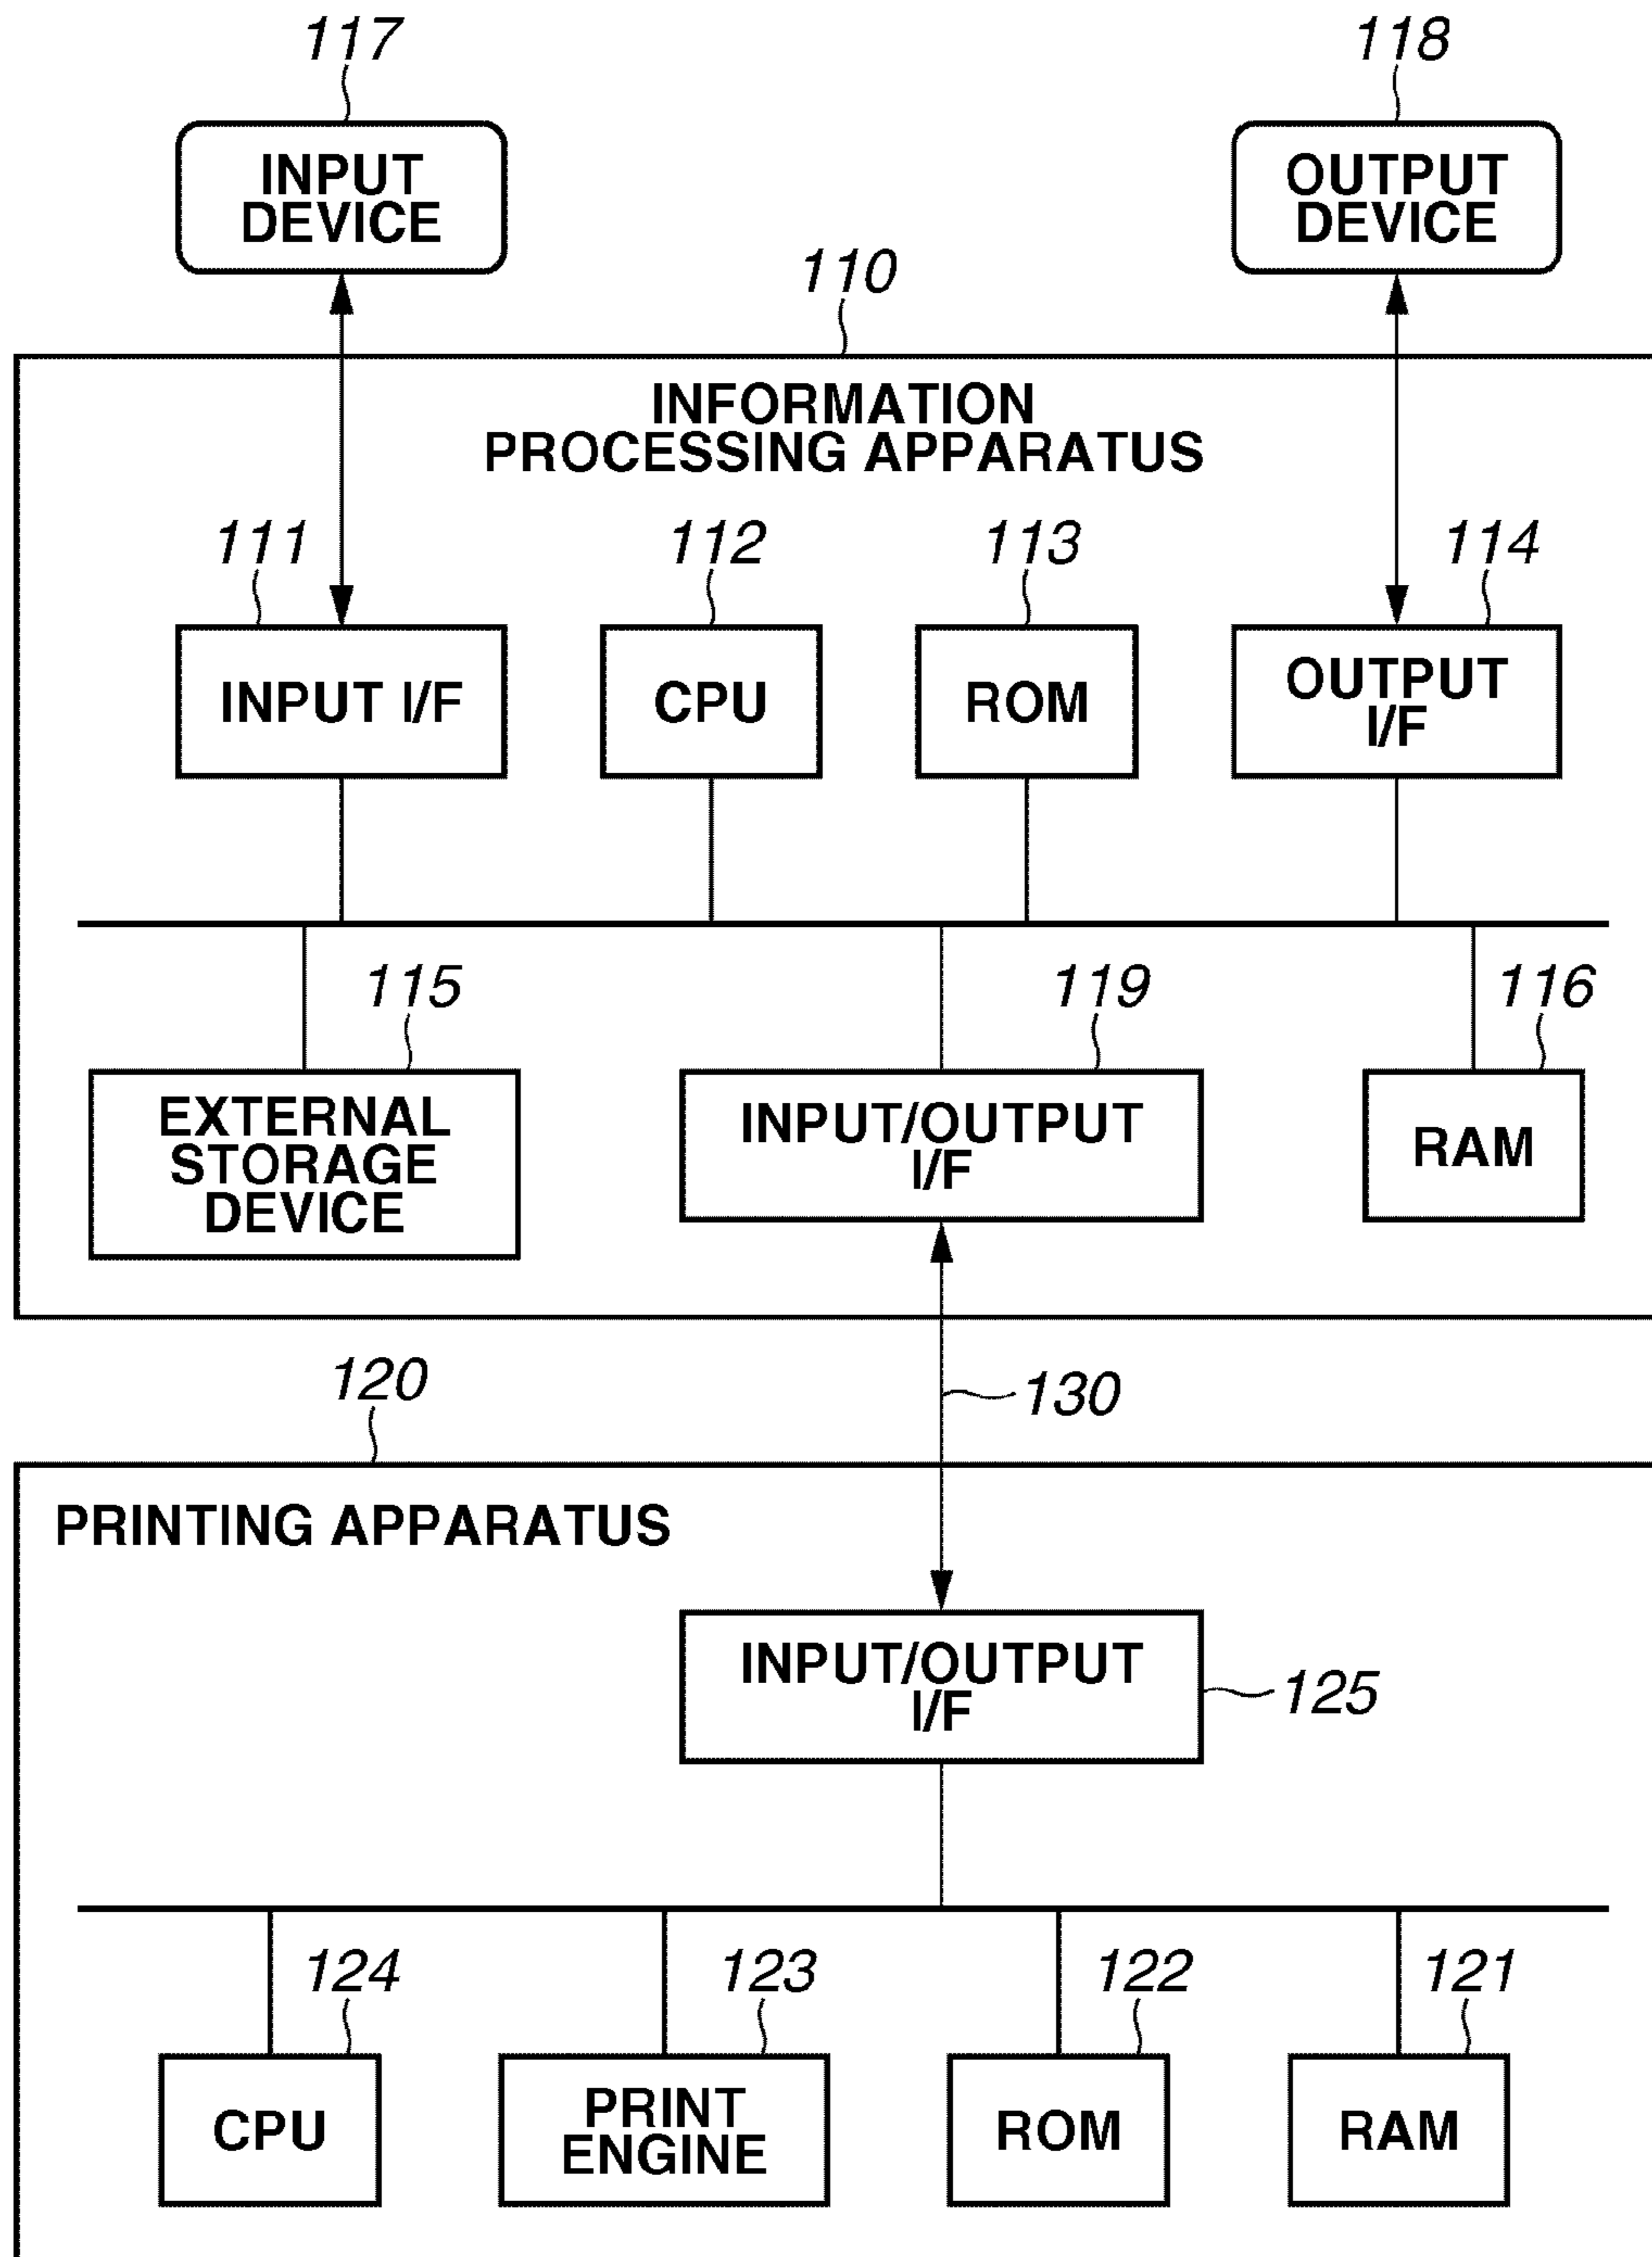 117
118
INPUT
DEVICE
OUTPUT
DEVICE
110
INFORMATION
PROCESSING APPARATUS
111
112
113
114
INPUT I/F
CPU
ROM
OUTPUT
I/F
115
119
116
EXTERNAL
STORAGE
DEVICE
INPUT/OUTPUT
I/F
RAM
120
130
PRINTING APPARATUS
INPUT/OUTPUT
I/F
125
124
123
122
121
CPU
PRINT
ENGINE
ROM
RAM